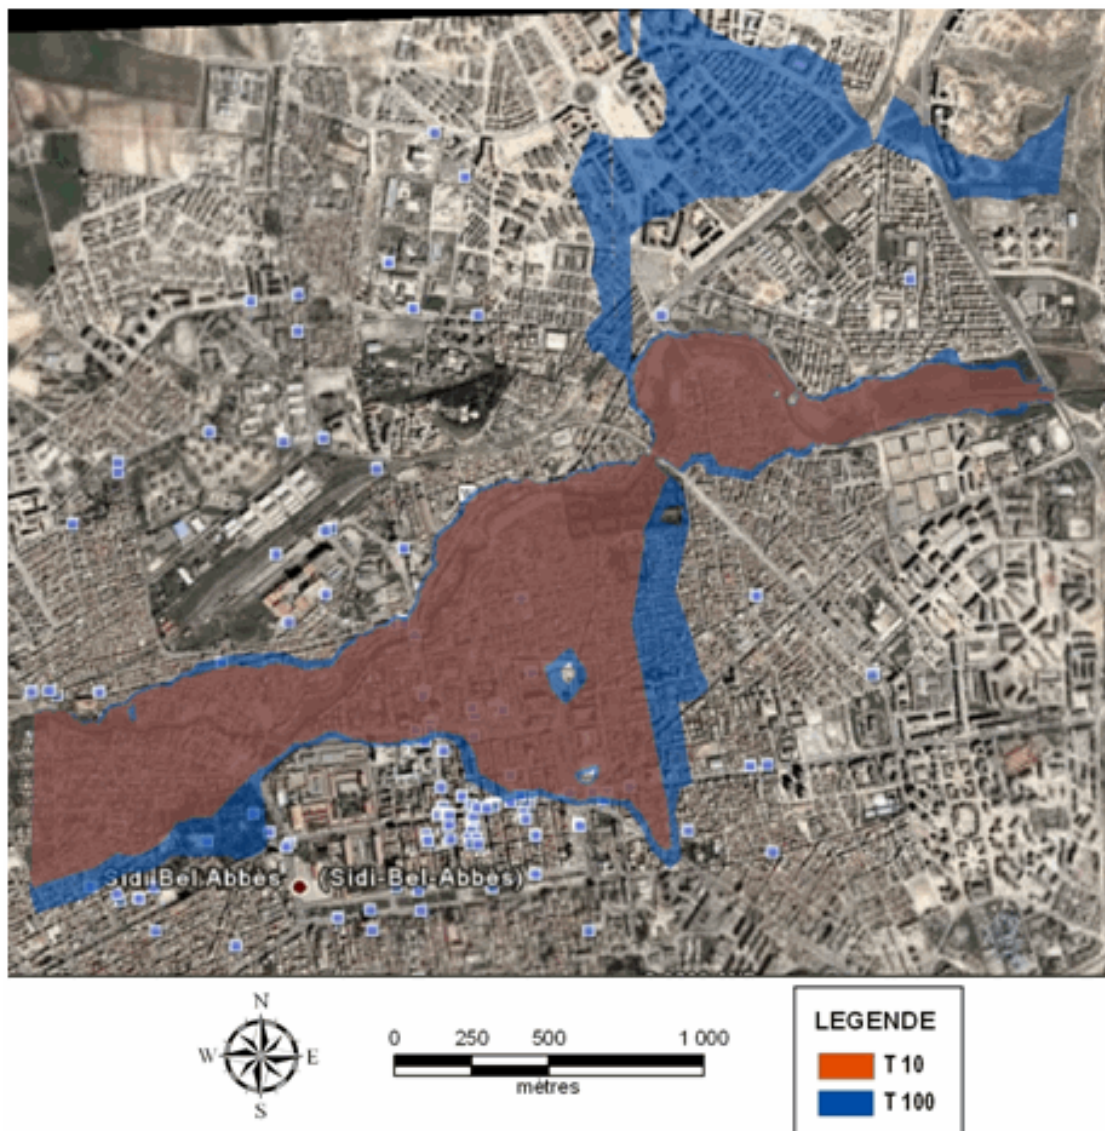 Sidi-Bel Abbès (Sidi-Bel-Abbès)
N
W E
S
0 250 500 1 000
mètres
LEGENDE
T 10
T 100